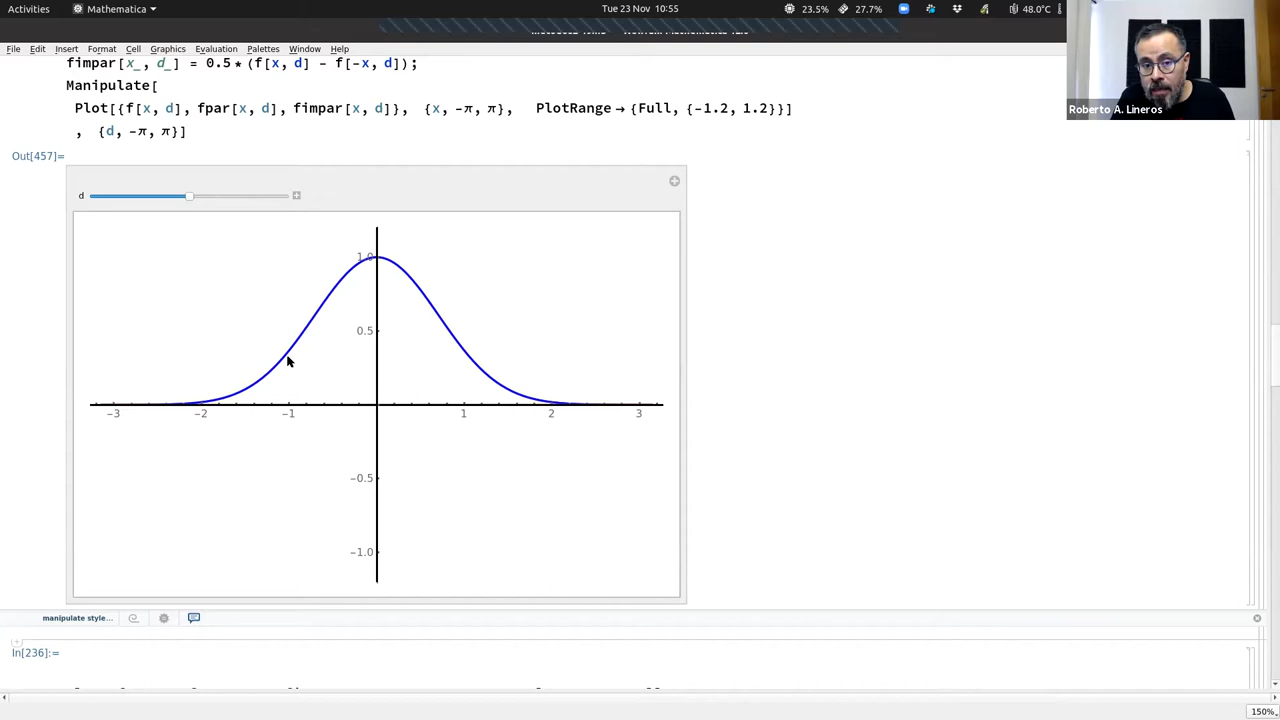 Activities
Mathematica
Tue 23 Nov 10:55
23.5%
27.7%
48.0°C
File Edit Insert Format Cell Graphics Evaluation Palettes Window Help
fimpar[x_, d_] = 0.5*(f[x, d] - f[-x, d]);
Manipulate[
Plot[{f[x, d], fpar[x, d], fimpar[x, d]}, {x, -π, π}, PlotRange → {Full, {-1.2, 1.2}}]
, {d, -π, π}]
Roberto A. Lineros
Out[457]=
d
1.0
0.5
-3 -2 -1 1 2 3
-0.5
-1.0
manipulate style...
In[236]:=
150%